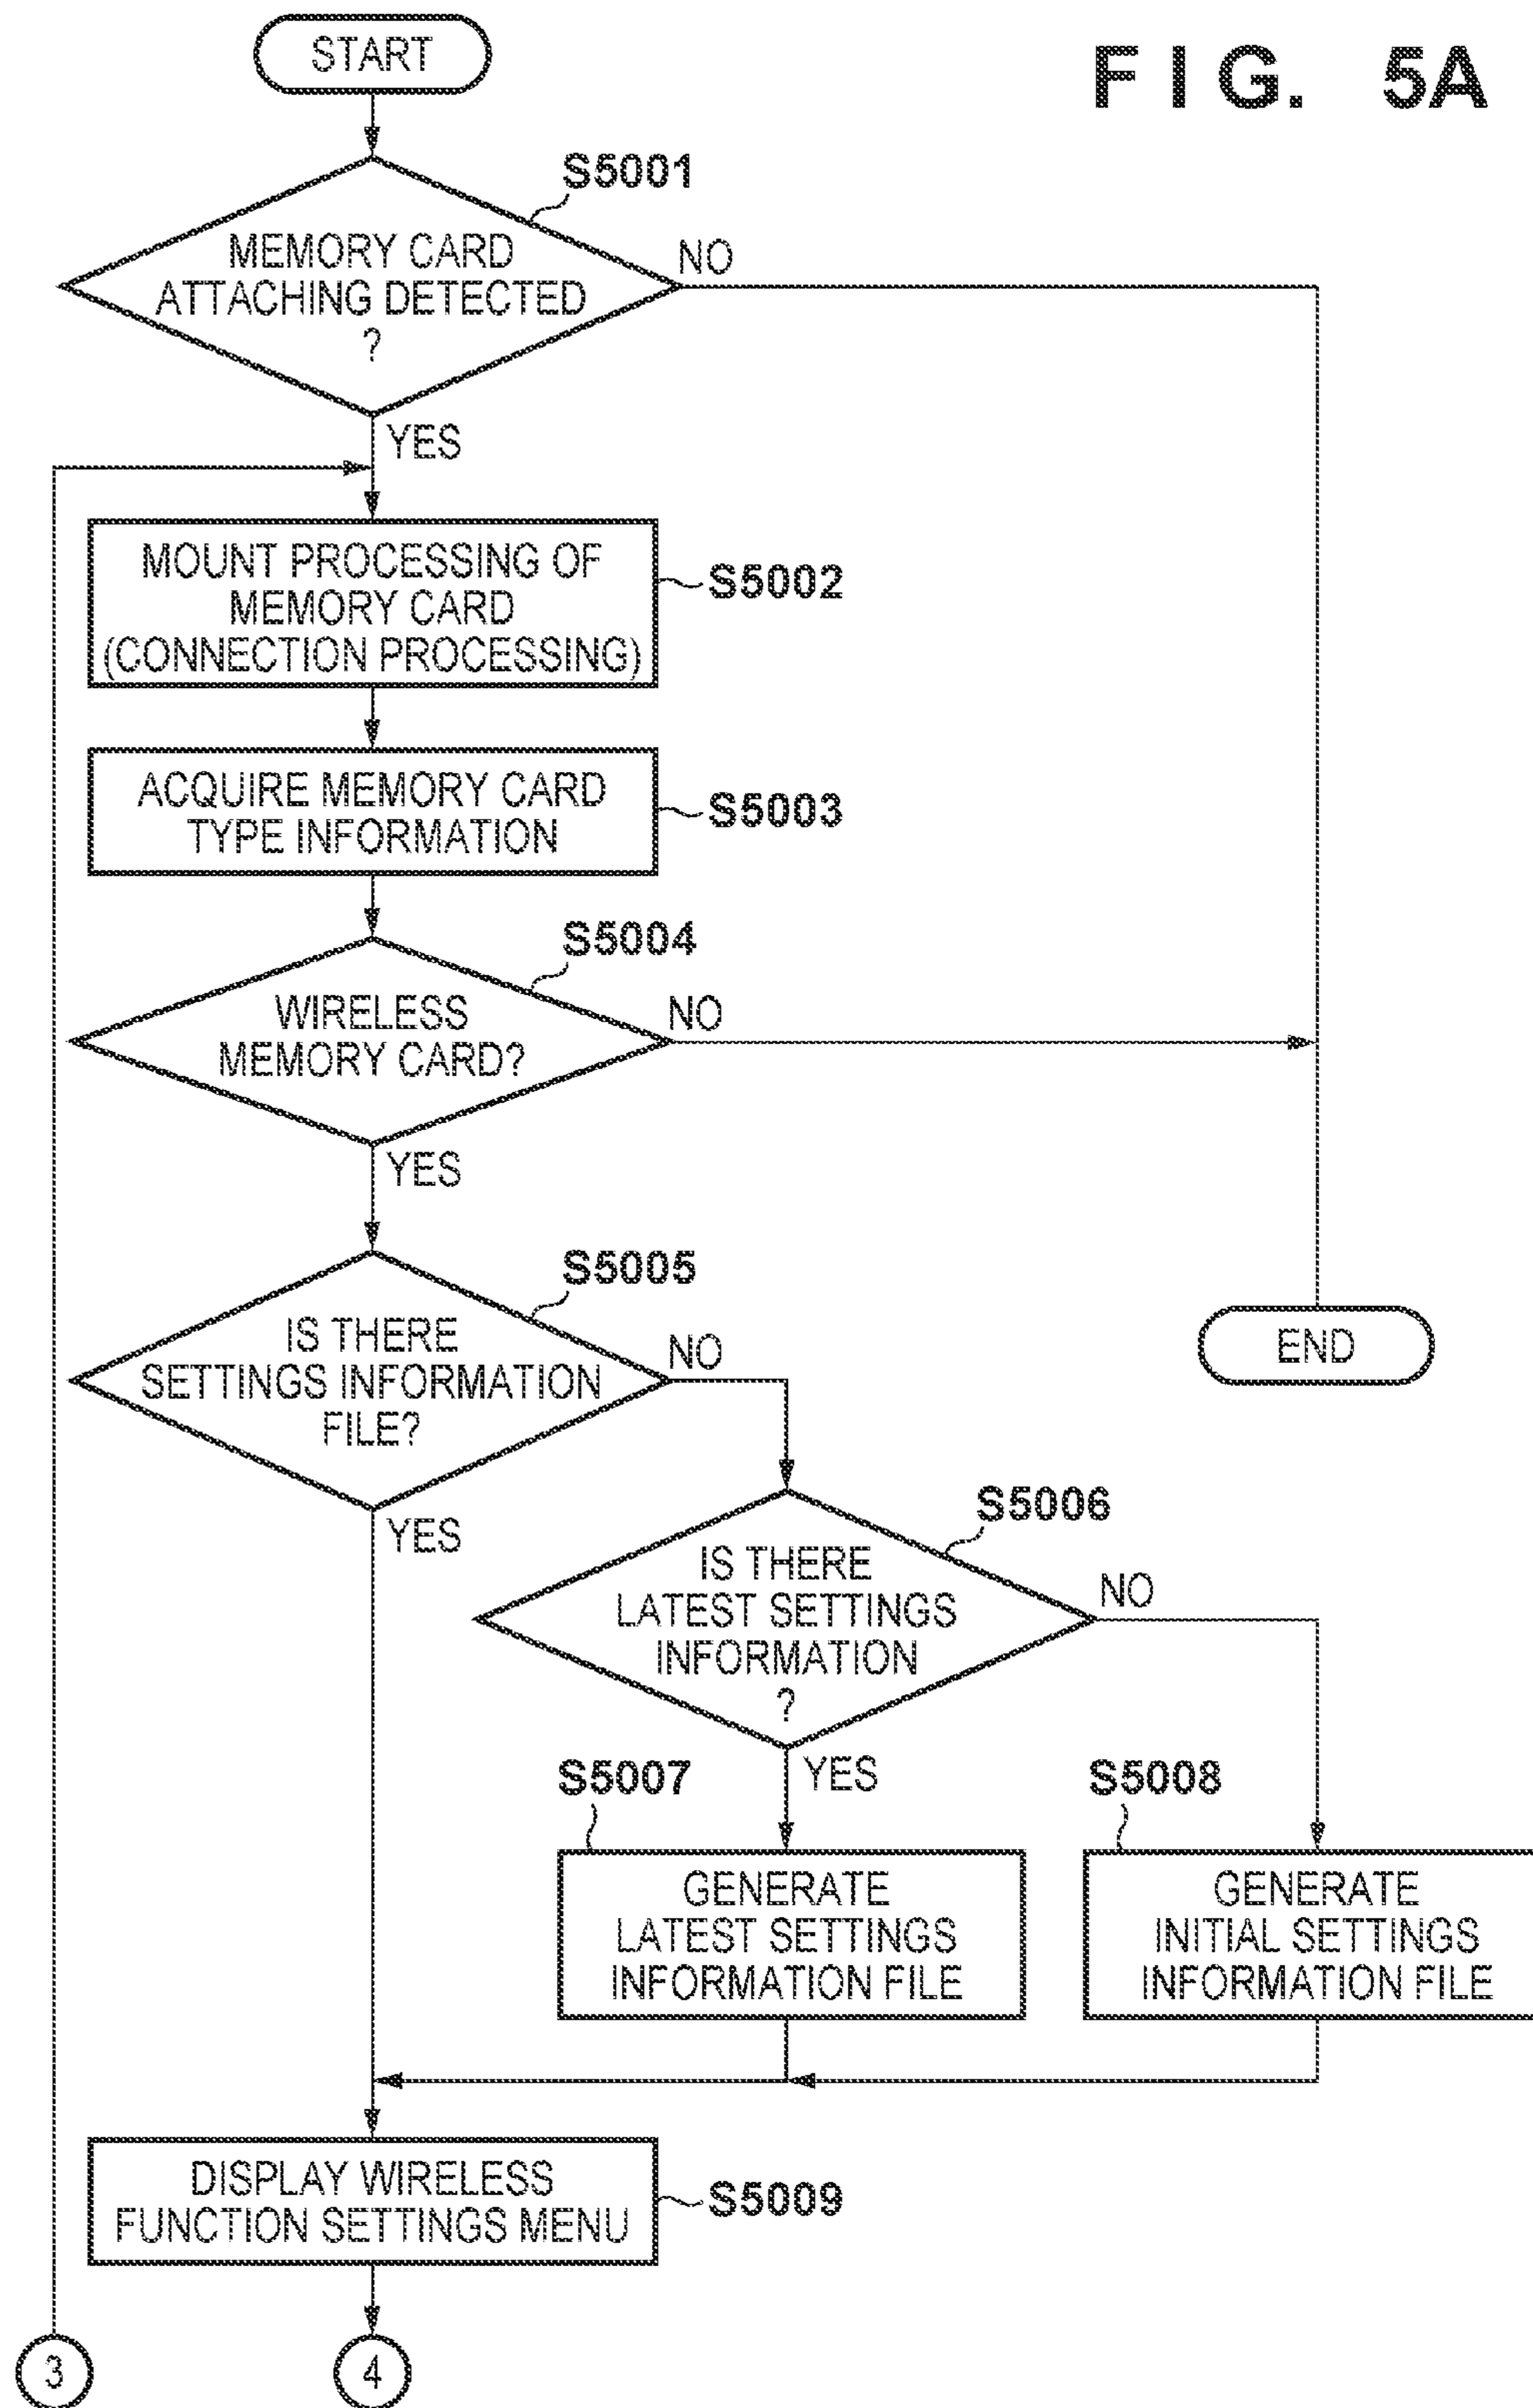 FIG. 5A
START
S5001
MEMORY CARD
ATTACHING DETECTED
?
NO
YES
MOUNT PROCESSING OF
MEMORY CARD
(CONNECTION PROCESSING)
S5002
ACQUIRE MEMORY CARD
TYPE INFORMATION
S5003
S5004
WIRELESS
MEMORY CARD?
NO
YES
S5005
IS THERE
SETTINGS INFORMATION
FILE?
NO
END
YES
S5006
IS THERE
LATEST SETTINGS
INFORMATION
?
NO
YES
S5007
S5008
GENERATE
LATEST SETTINGS
INFORMATION FILE
GENERATE
INITIAL SETTINGS
INFORMATION FILE
DISPLAY WIRELESS
FUNCTION SETTINGS MENU
S5009
3
4